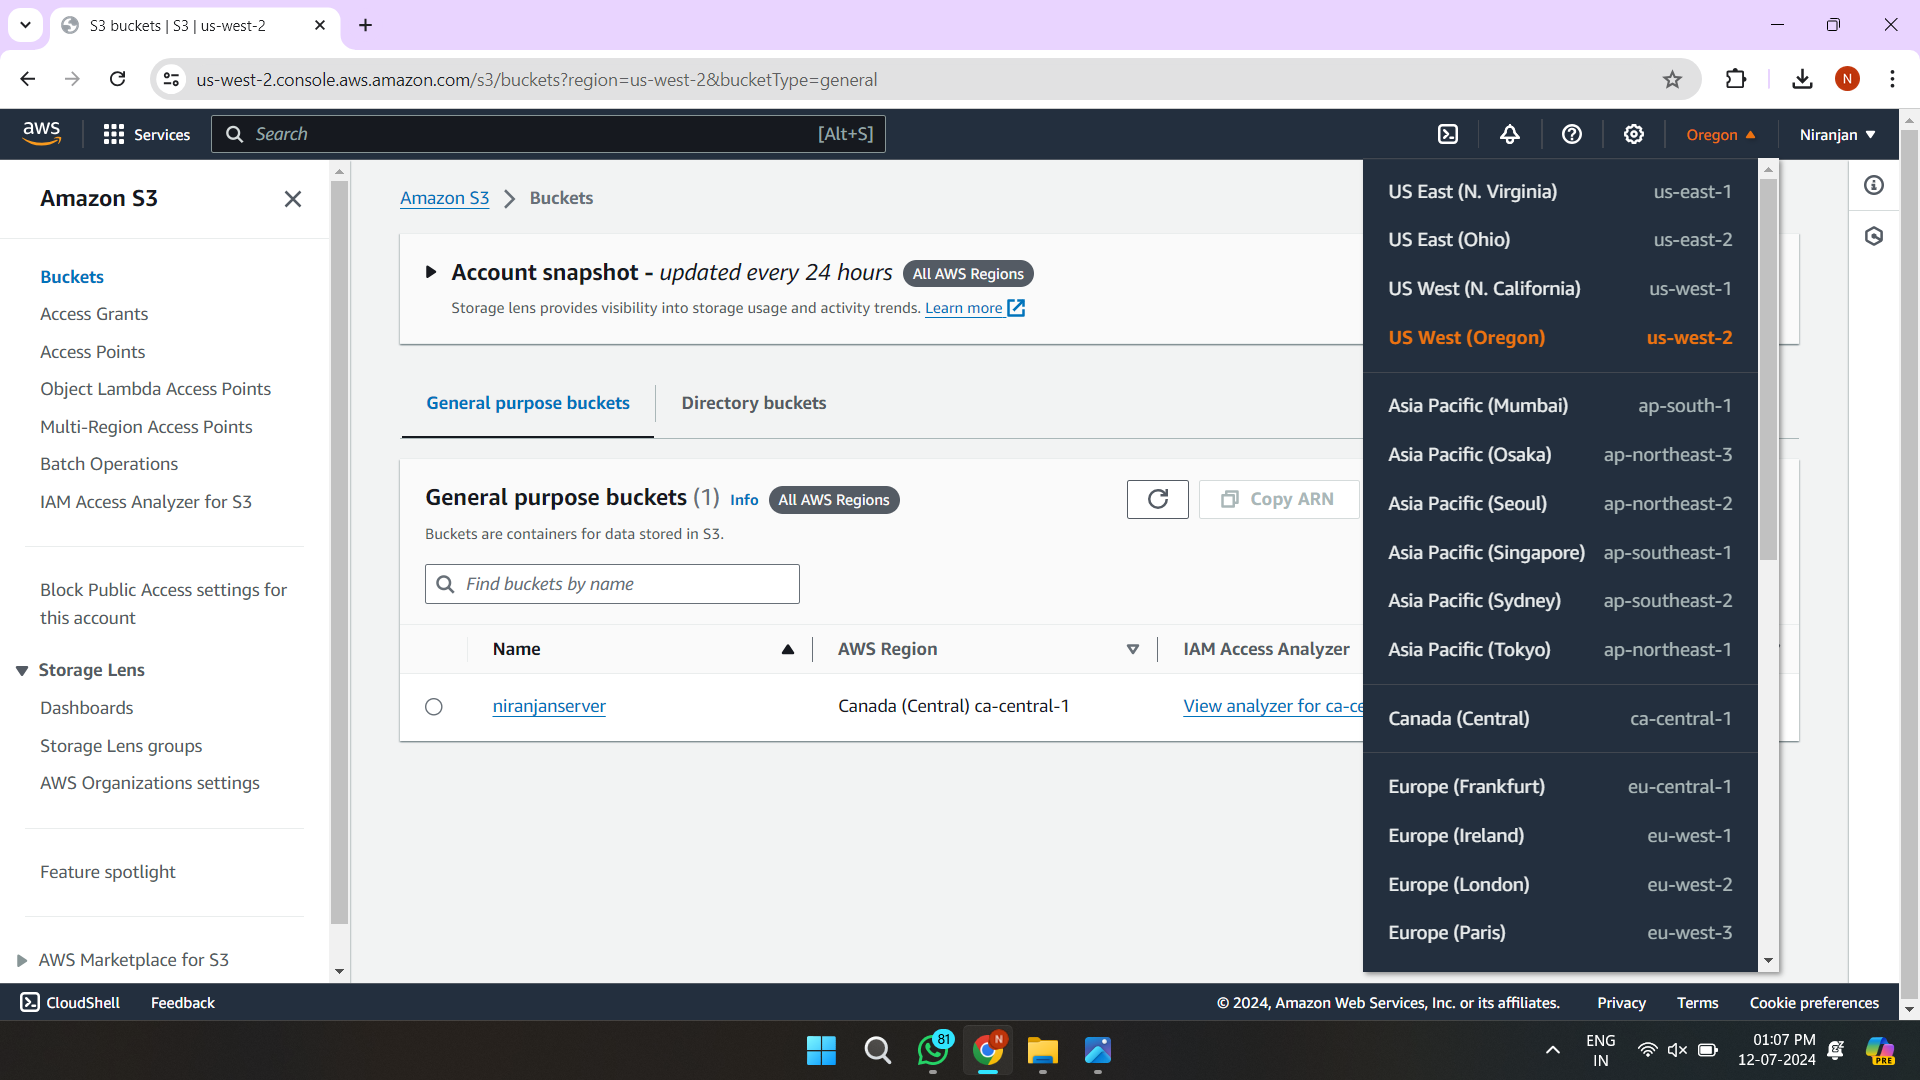 S3 buckets | S3 | us-west-2
us-west-2.console.aws.amazon.com/s3/buckets?region=us-west-2&bucketType=general
N
aws
Services
Search
[Alt+S]
Oregon
Niranjan
Amazon S3
Buckets
Access Grants
Access Points
Object Lambda Access Points
Multi-Region Access Points
Batch Operations
IAM Access Analyzer for S3
Block Public Access settings for
this account
Storage Lens
Dashboards
Storage Lens groups
AWS Organizations settings
Feature spotlight
AWS Marketplace for S3
Amazon S3 > Buckets
Account snapshot - updated every 24 hours All AWS Regions
Storage lens provides visibility into storage usage and activity trends. Learn more
General purpose buckets
Directory buckets
General purpose buckets (1) Info All AWS Regions
Copy ARN
Buckets are containers for data stored in S3.
Find buckets by name
Name
AWS Region
IAM Access Analyzer
niranjanserver
Canada (Central) ca-central-1
View analyzer for ca-ce
US East (N. Virginia) us-east-1
US East (Ohio) us-east-2
US West (N. California) us-west-1
US West (Oregon) us-west-2
Asia Pacific (Mumbai) ap-south-1
Asia Pacific (Osaka) ap-northeast-3
Asia Pacific (Seoul) ap-northeast-2
Asia Pacific (Singapore) ap-southeast-1
Asia Pacific (Sydney) ap-southeast-2
Asia Pacific (Tokyo) ap-northeast-1
Canada (Central) ca-central-1
Europe (Frankfurt) eu-central-1
Europe (Ireland) eu-west-1
Europe (London) eu-west-2
Europe (Paris) eu-west-3
CloudShell
Feedback
© 2024, Amazon Web Services, Inc. or its affiliates.
Privacy
Terms
Cookie preferences
81
N
ENG
IN
01:07 PM
12-07-2024
PRE